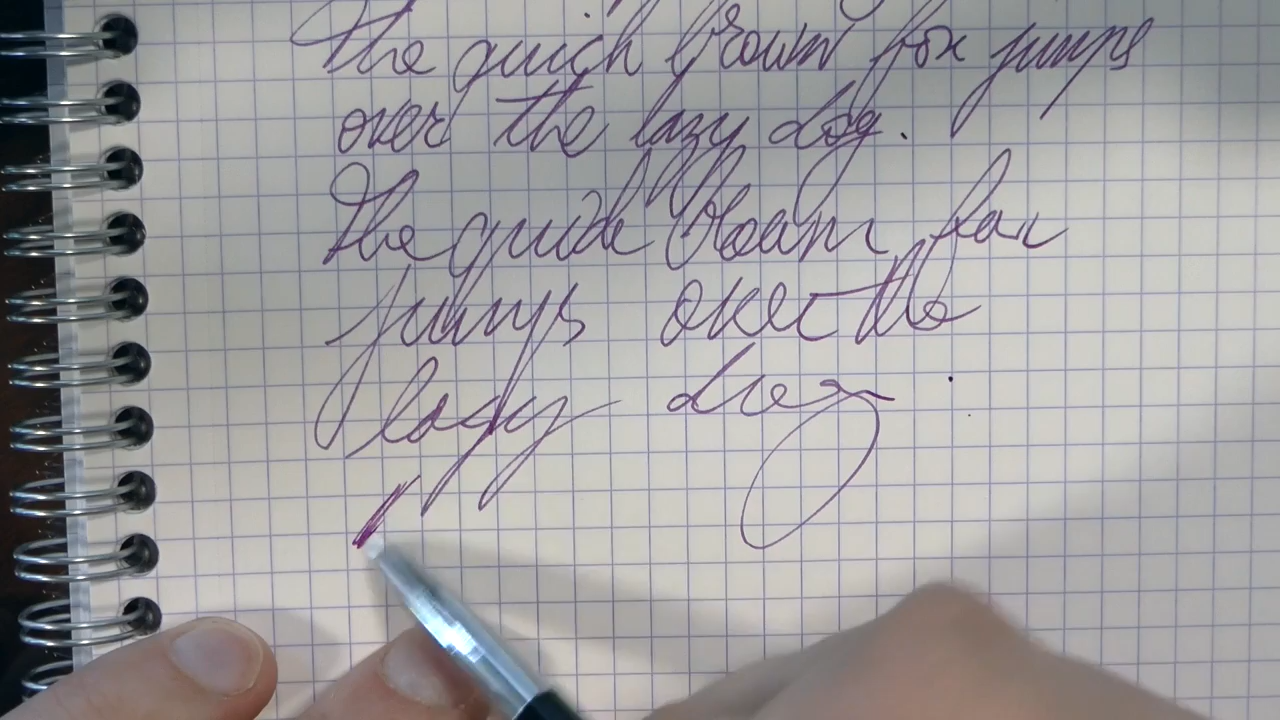 The quick brown fox jumps
over the lazy dog.
The quick brown fox
jumps over the
lazy dog.